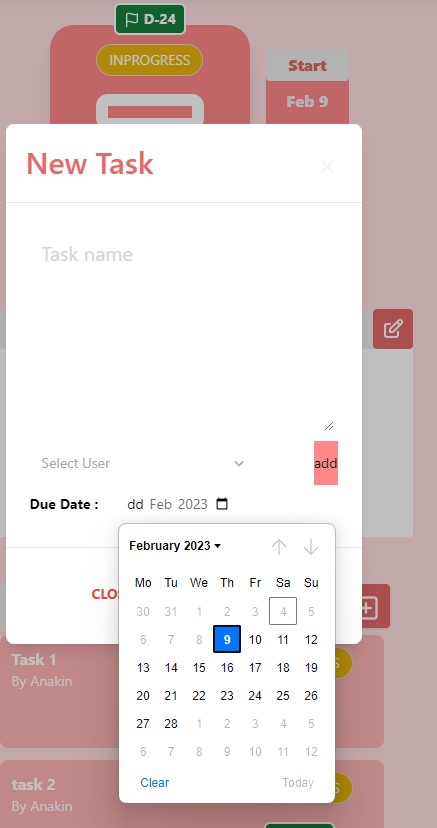 D-24
INPROGRESS
Start
Feb 9
New Task
×
Task name
Select User
add
Due Date :
dd Feb 2023
February 2023
Mo Tu We Th Fr Sa Su
30 31 1 2 3 4 5
6 7 8 9 10 11 12
13 14 15 16 17 18 19
20 21 22 23 24 25 26
27 28 1 2 3 4 5
6 7 8 9 10 11 12
Clear Today
CLOS
Task 1
S
By Anakin
task 2
S
By Anakin